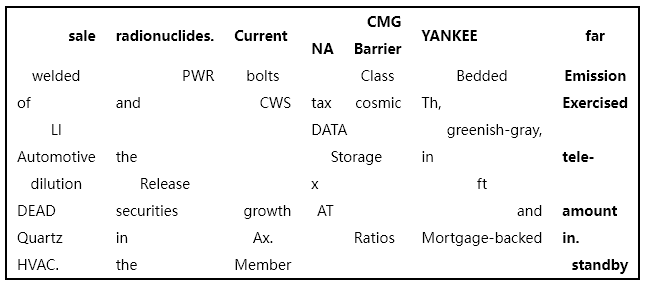 sale radionuclides. Current NA CMG Barrier YANKEE far
welded PWR bolts Class Bedded Emission
of and CWS tax cosmic Th, Exercised
LI DATA greenish-gray,
Automotive the Storage in tele-
dilution Release x ft
DEAD securities growth AT and amount
Quartz in Ax. Ratios Mortgage-backed in.
HVAC. the Member standby